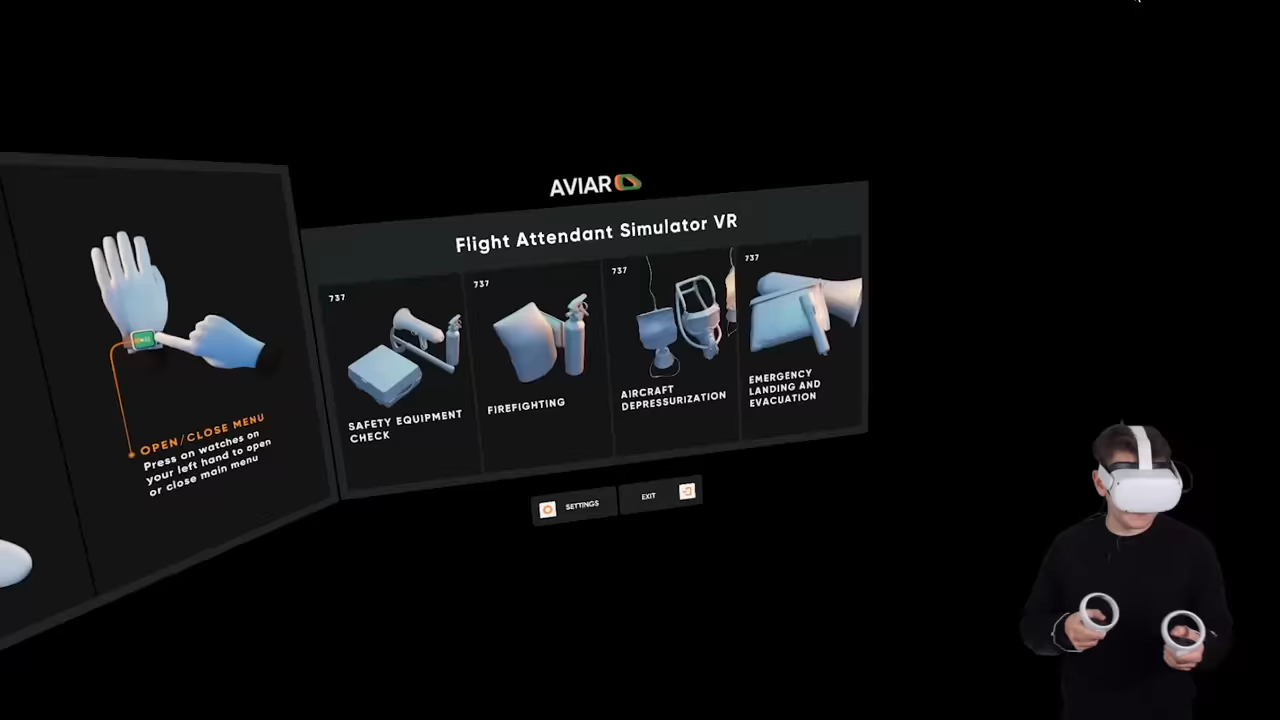 AVIAR
Flight Attendant Simulator VR
737
SAFETY EQUIPMENT
CHECK
737
FIREFIGHTING
737
AIRCRAFT
DEPRESSURIZATION
737
EMERGENCY
LANDING AND
EVACUATION
OPEN/CLOSE MENU
Press on watches on
your left hand to open
or close main menu
SETTINGS
EXIT